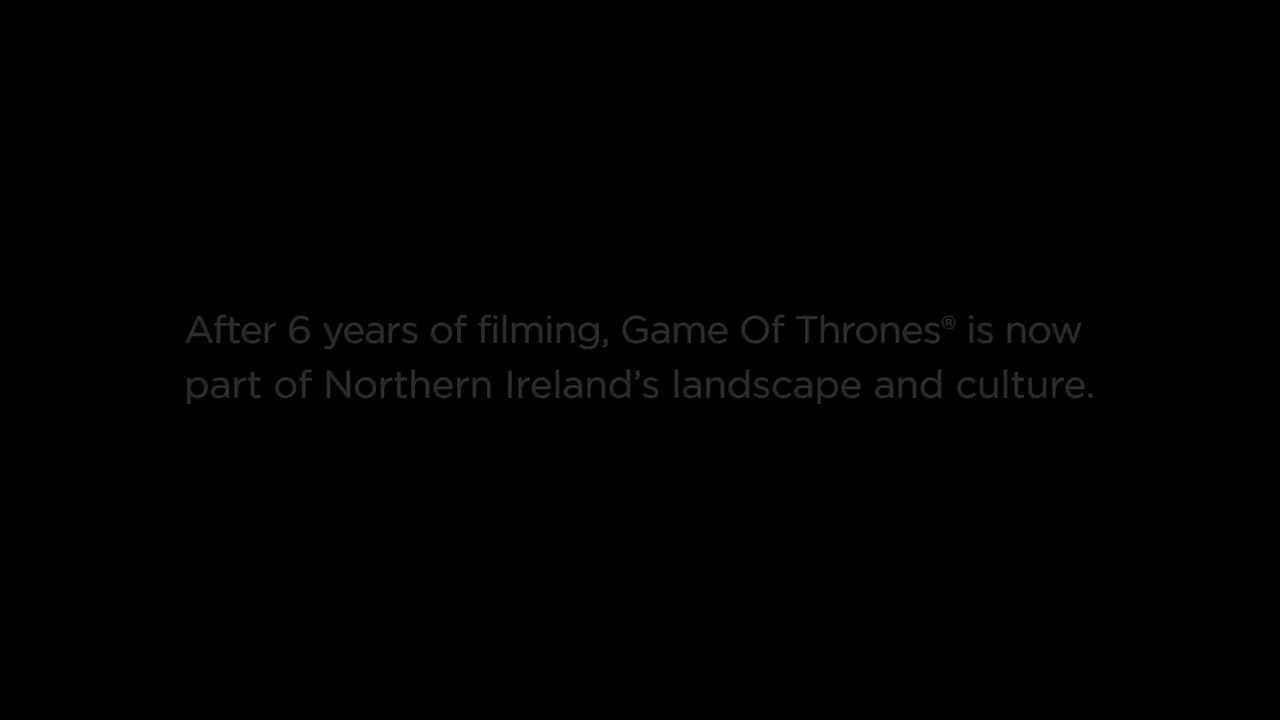 After 6 years of filming, Game Of Thrones® is now
part of Northern Ireland’s landscape and culture.